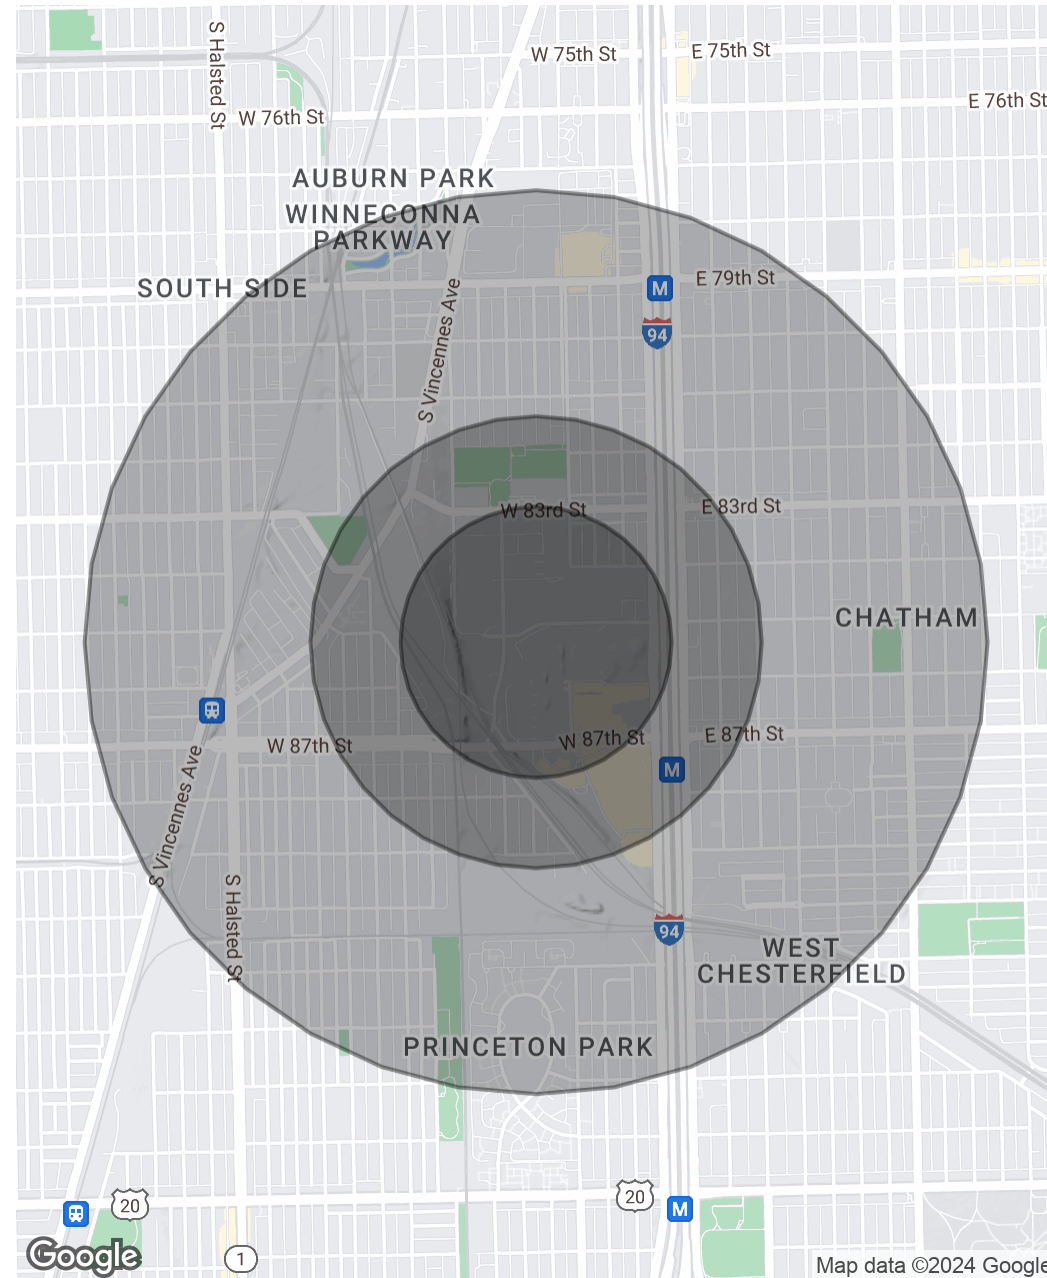 S Halsted St
W 75th St
E 75th St
E 76th St
W 76th St
AUBURN PARK
WINNECONNA
PARKWAY
SOUTH SIDE
E 79th St
M
94
S Vincennes Ave
W 83rd St
E 83rd St
CHATHAM
W 87th St
W 87th St
E 87th St
M
S Vincennes Ave
S Halsted St
94
WEST
CHESTERFIELD
PRINCETON PARK
20
20
M
1
Google
Map data ©2024 Google